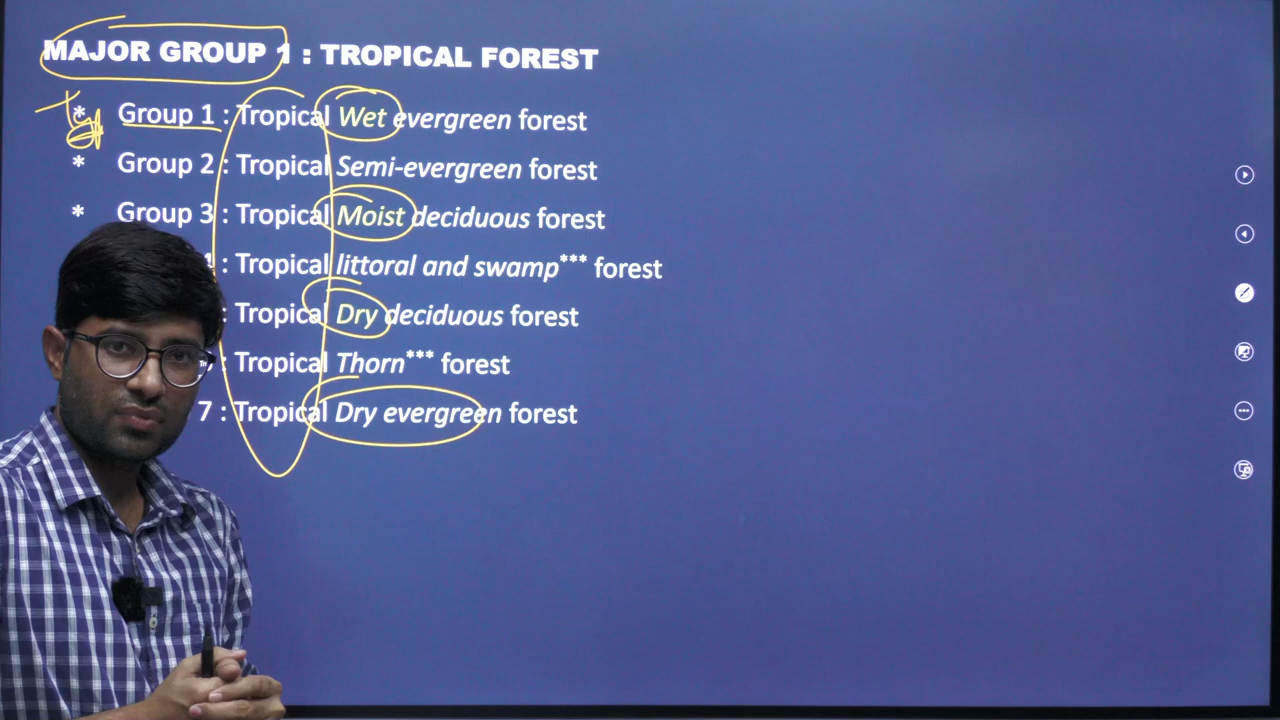 MAJOR GROUP 1 : TROPICAL FOREST
* Group 1 : Tropical Wet evergreen forest
* Group 2 : Tropical Semi-evergreen forest
* Group 3 : Tropical Moist deciduous forest
: Tropical littoral and swamp*** forest
: Tropical Dry deciduous forest
: Tropical Thorn*** forest
7 : Tropical Dry evergreen forest